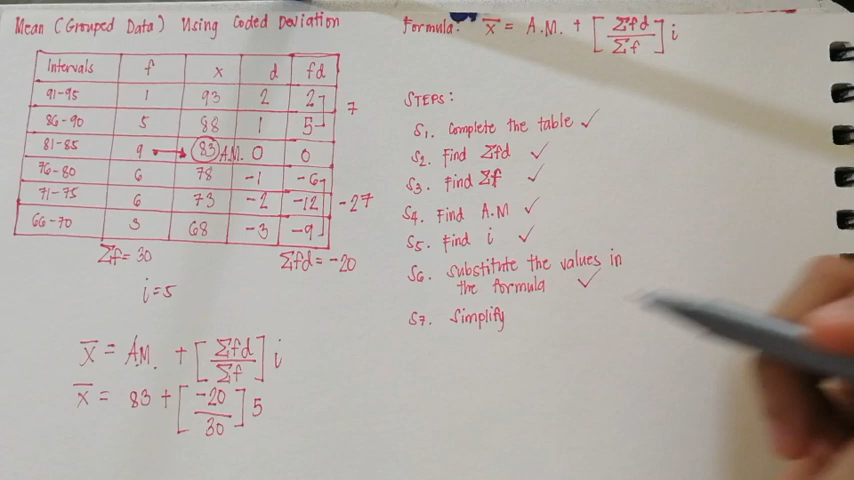 Mean (Grouped Data) Using Coded Deviation
Intervals f x d fd
91-95 1 93 2 2
86-90 5 88 1 5
7
81-85 9 83 A.M. 0 0
76-80 6 78 -1 -6
71-75 6 73 -2 -12
-27
66-70 3 68 -3 -9
Σf = 30 Σfd = -20
i = 5
x̄ = A.M. + [Σfd/Σf] i
x̄ = 83 + [-20/30] 5
Formula: x̄ = A.M. + [Σfd/Σf] i
STEPS:
S1. Complete the table ✓
S2. Find Σfd ✓
S3. Find Σf ✓
S4. Find A.M ✓
S5. Find i ✓
S6. Substitute the values in
the formula ✓
S7. Simplify